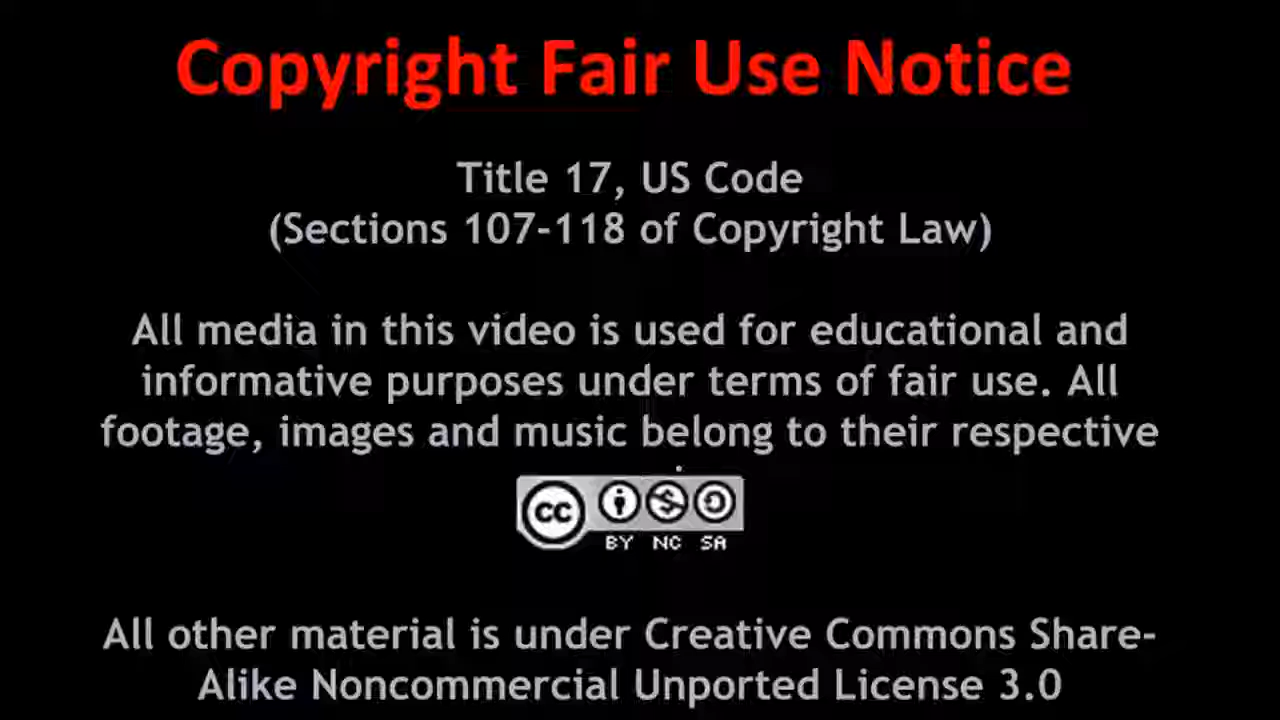 Copyright Fair Use Notice
Title 17, US Code
(Sections 107-118 of Copyright Law)
All media in this video is used for educational and
informative purposes under terms of fair use. All
footage, images and music belong to their respective
cc
BY NC SA
All other material is under Creative Commons Share-
Alike Noncommercial Unported License 3.0